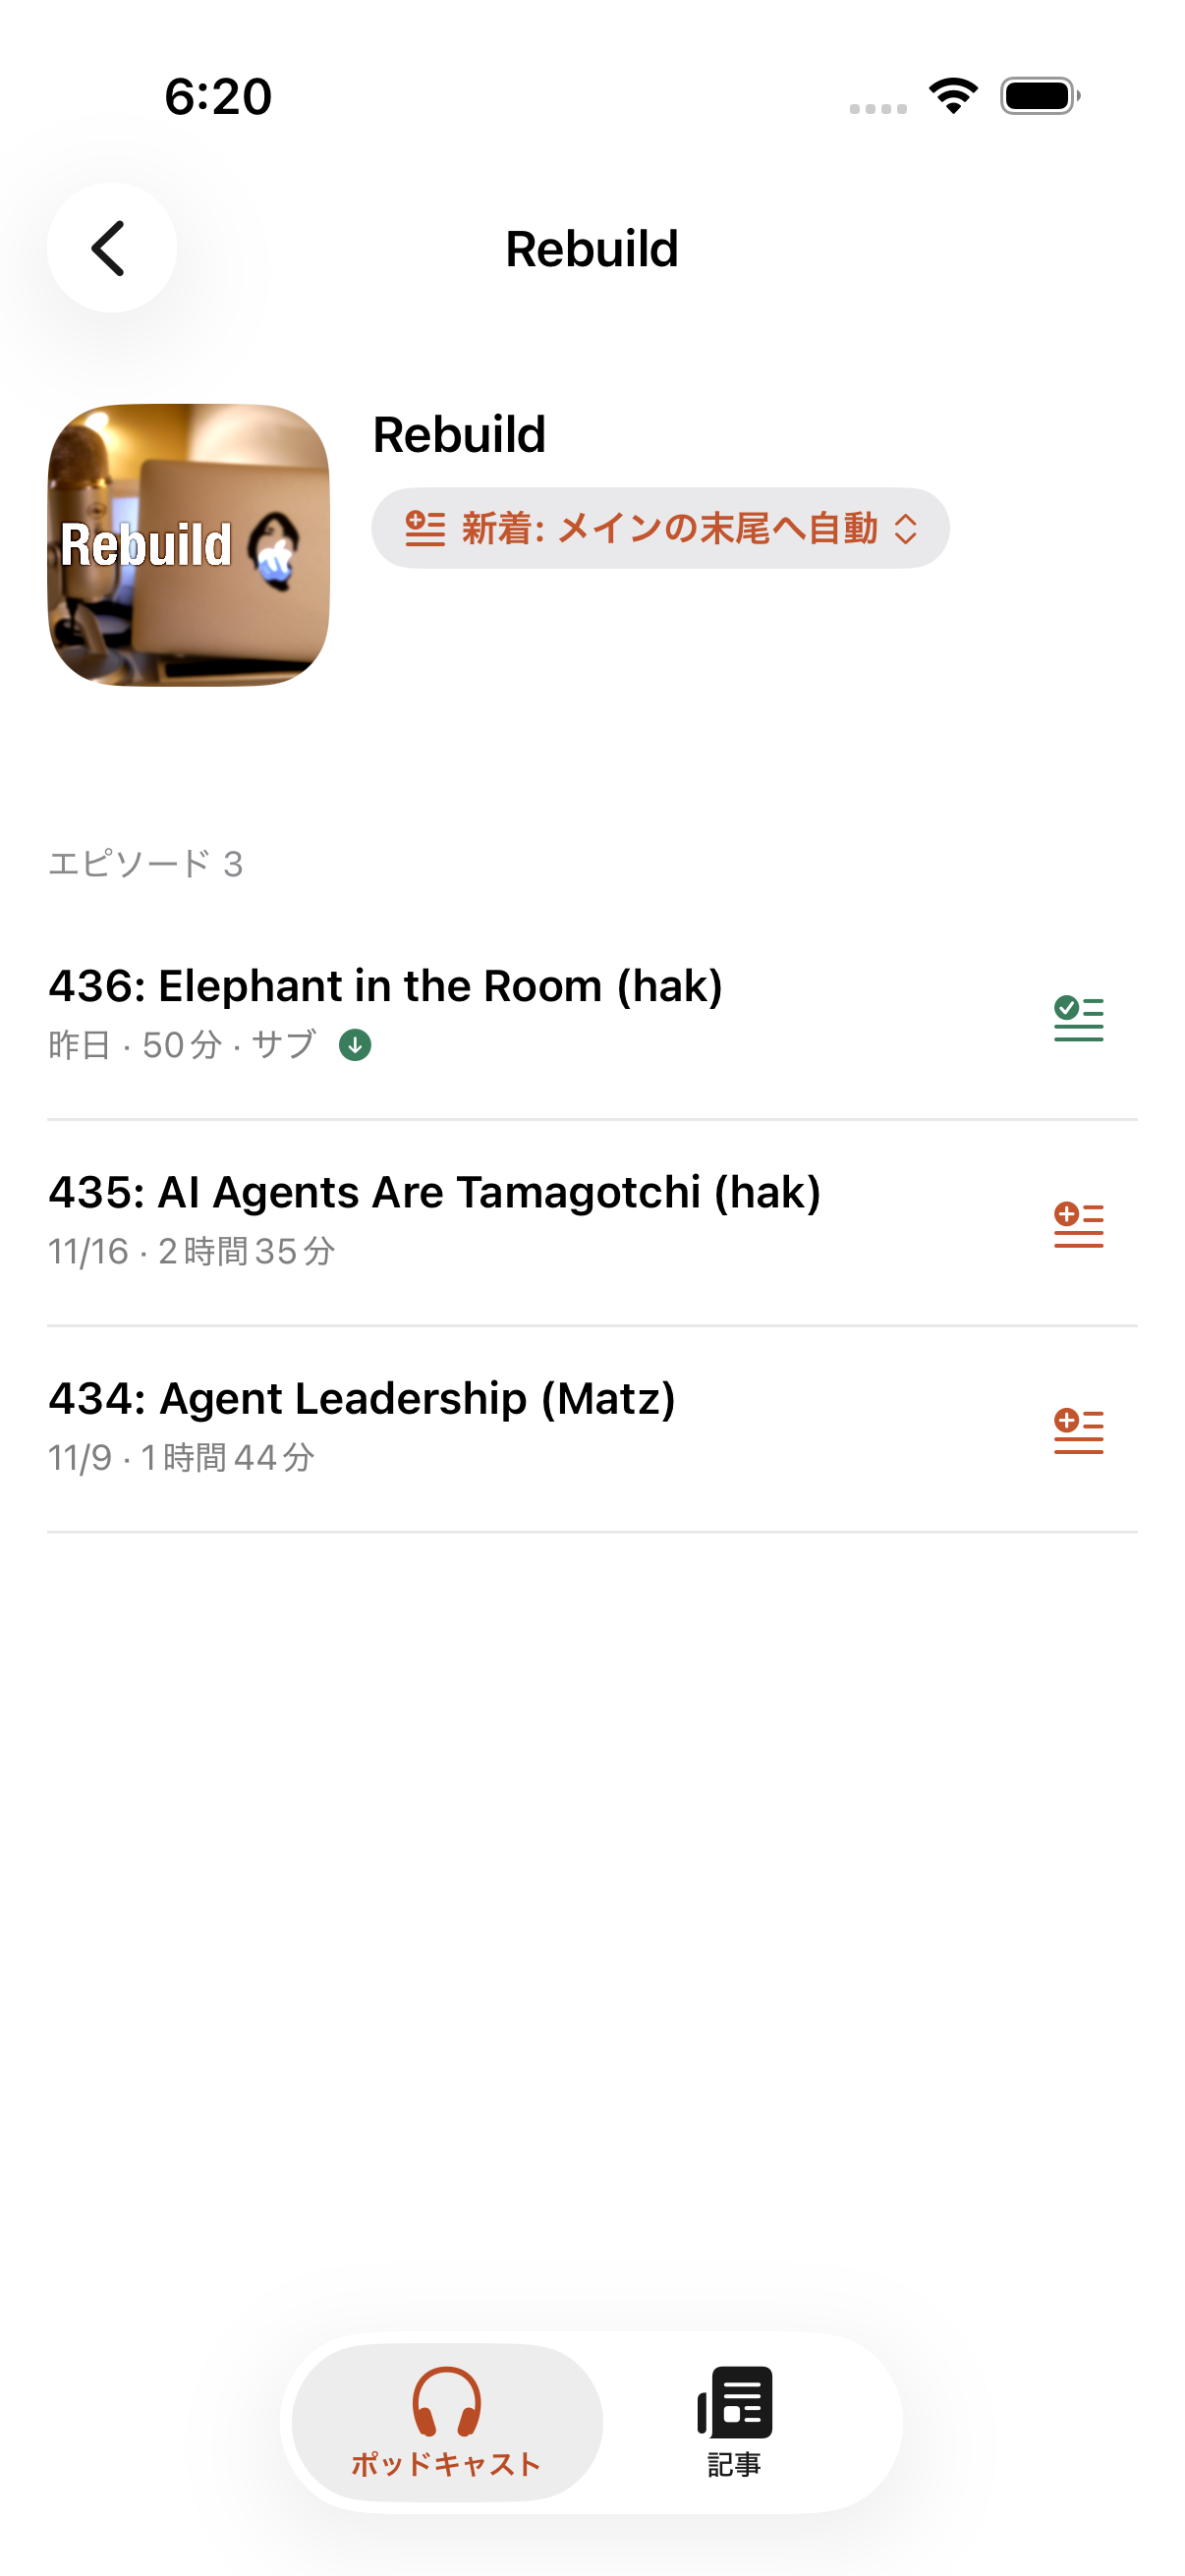 6:20
Rebuild
Rebuild
Rebuild
新着: メインの末尾へ自動
エピソード 3
436: Elephant in the Room (hak)
昨日 · 50分 · サブ
435: AI Agents Are Tamagotchi (hak)
11/16 · 2時間35分
434: Agent Leadership (Matz)
11/9 · 1時間44分
ポッドキャスト
記事